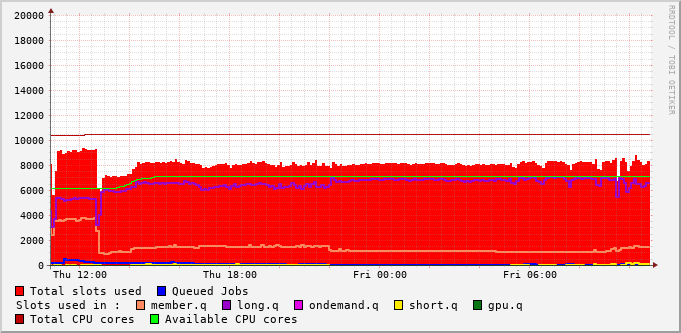 RRDTOOL / TOBI OETIKER
20000
18000
16000
14000
12000
10000
8000
6000
4000
2000
0
Thu 12:00 Thu 18:00 Fri 00:00 Fri 06:00
Total slots used Queued Jobs
Slots used in : member.q long.q ondemand.q short.q gpu.q
Total CPU cores Available CPU cores